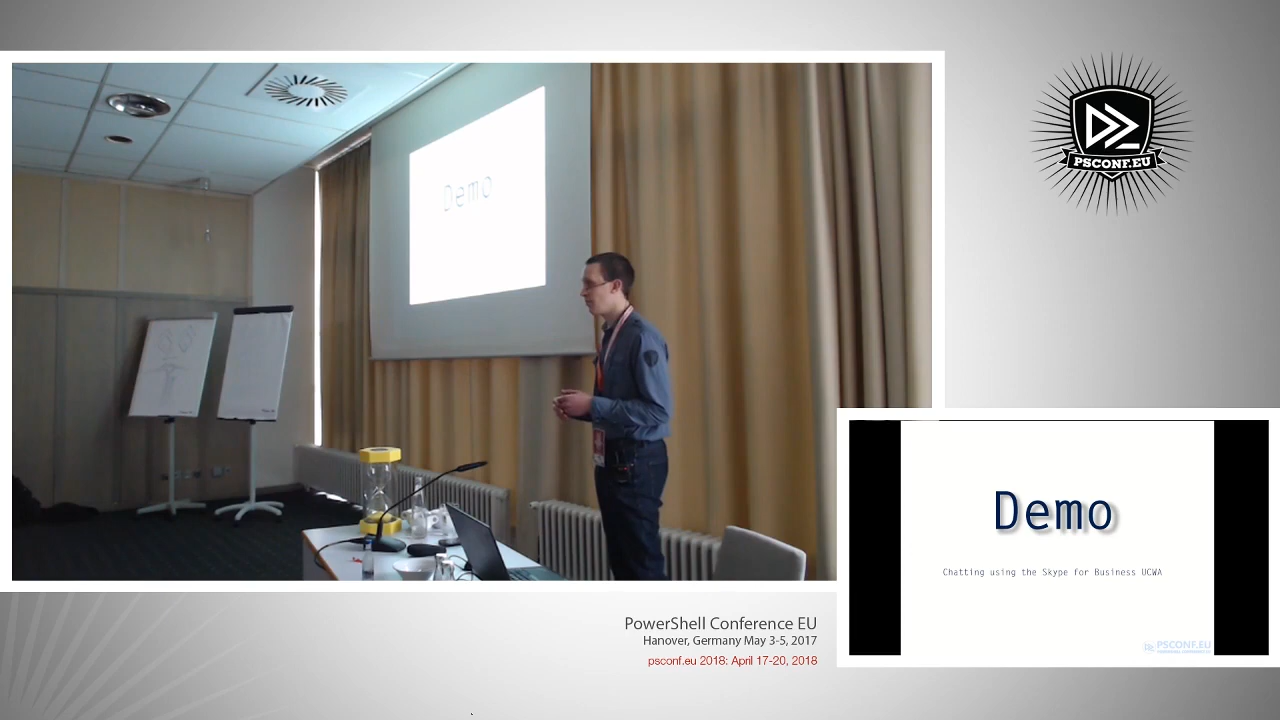 Demo
PSCONF.EU
Demo
Chatting using the Skype for Business UCWA
PSCONF.EU
PowerShell Conference EU
Hanover, Germany May 3-5, 2017
psconf.eu 2018: April 17-20, 2018